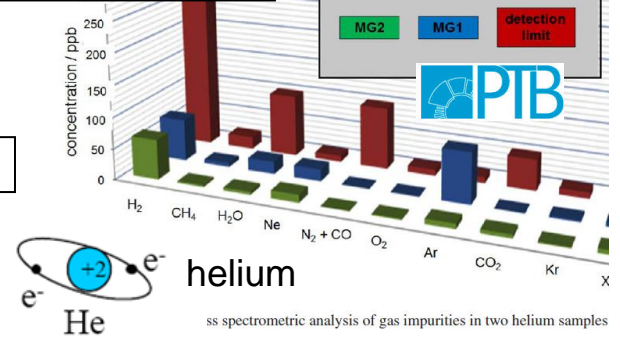 MG2
MG1
detection
limit
PTB
concentration / ppb
250
200
150
100
50
0
H₂
CH₄
H₂O
Ne
N₂ + CO
O₂
Ar
CO₂
Kr
X
+2
e⁻
e⁻
He
helium
ss spectrometric analysis of gas impurities in two helium samples